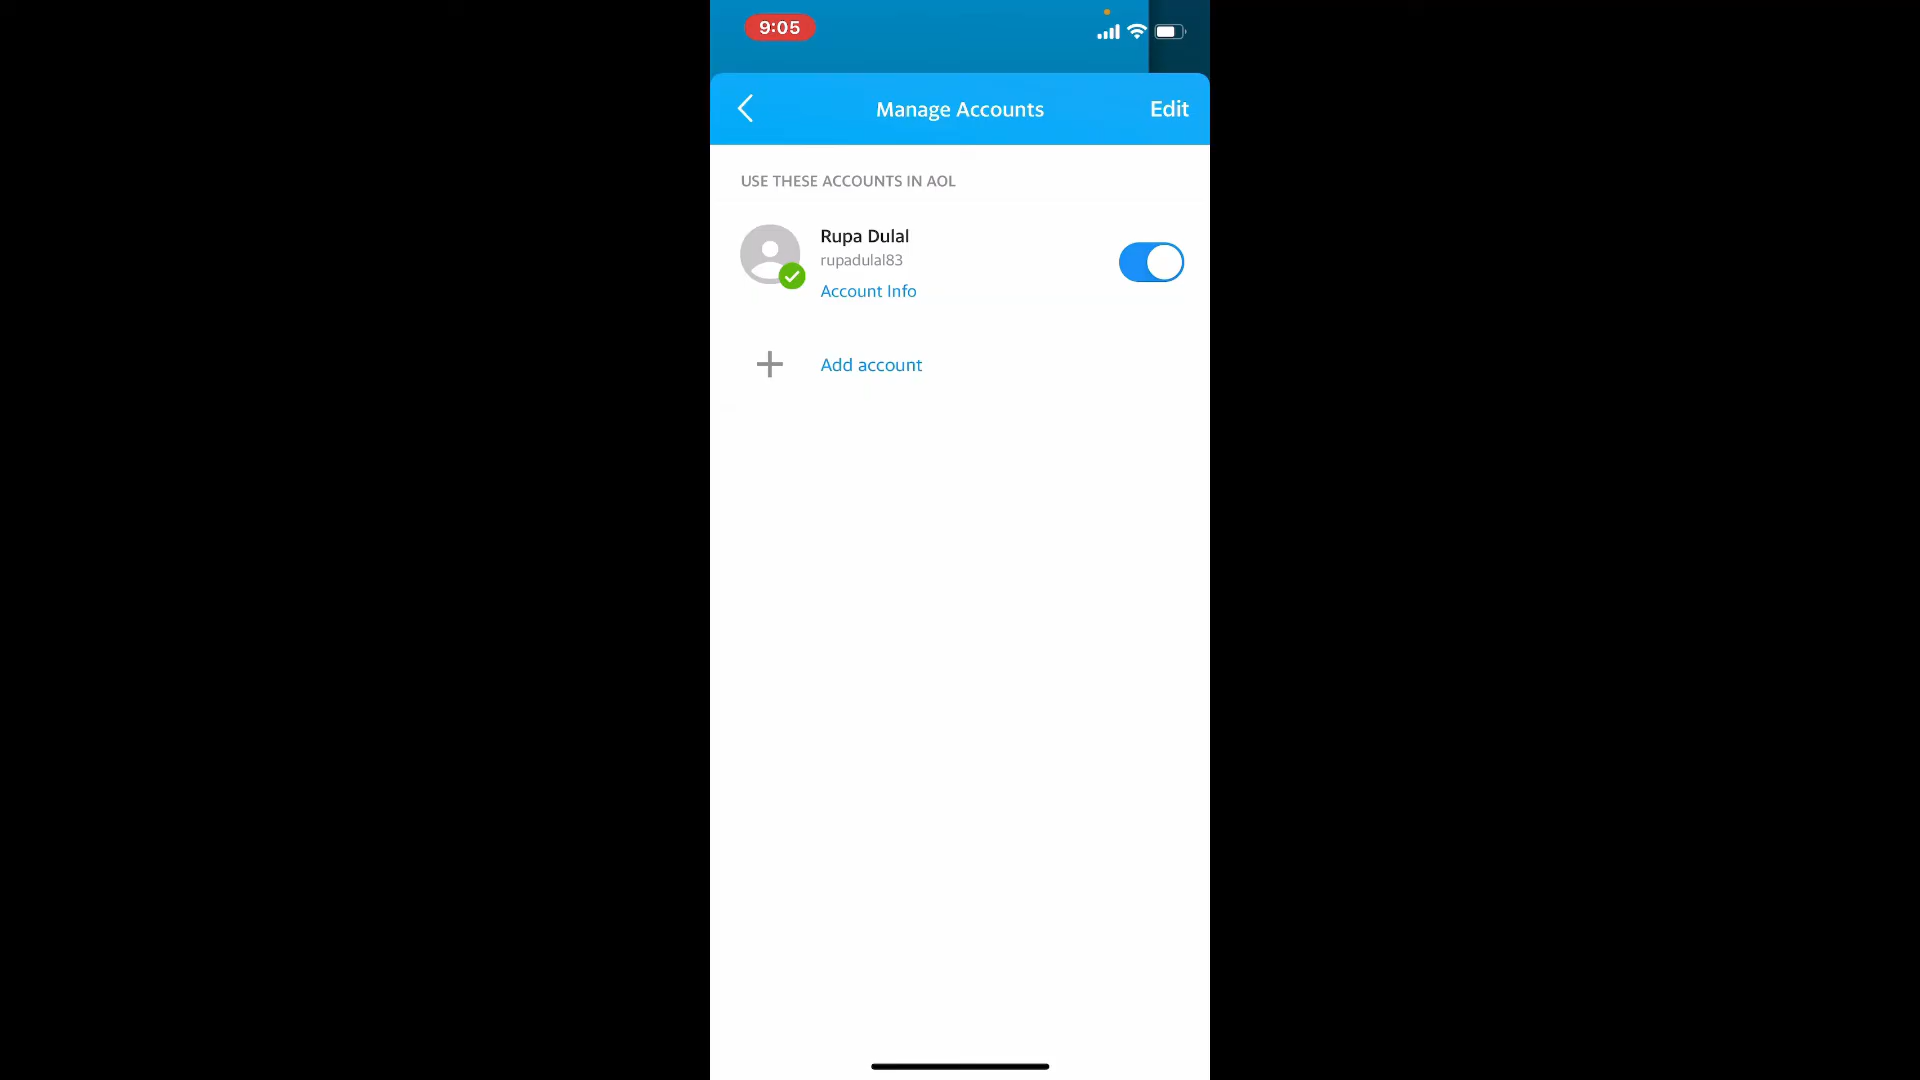 9:05
Manage Accounts
Edit
USE THESE ACCOUNTS IN AOL
Rupa Dulal
rupadulal83
Account Info
Add account